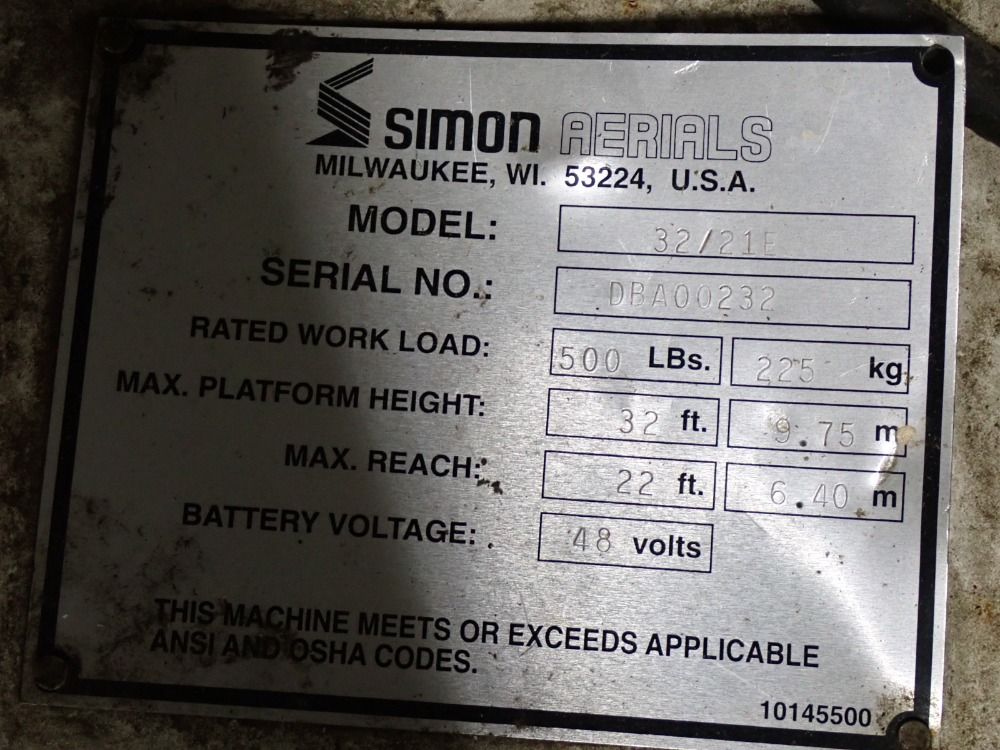 SIMON AERIALS
MILWAUKEE, WI. 53224, U.S.A.
MODEL: 32/21E
SERIAL NO.: DBA00232
RATED WORK LOAD: 500 LBs. 225 kg
MAX. PLATFORM HEIGHT: 32 ft. 9.75 m
MAX. REACH: 22 ft. 6.40 m
BATTERY VOLTAGE: 48 volts
THIS MACHINE MEETS OR EXCEEDS APPLICABLE
ANSI AND OSHA CODES.
10145500